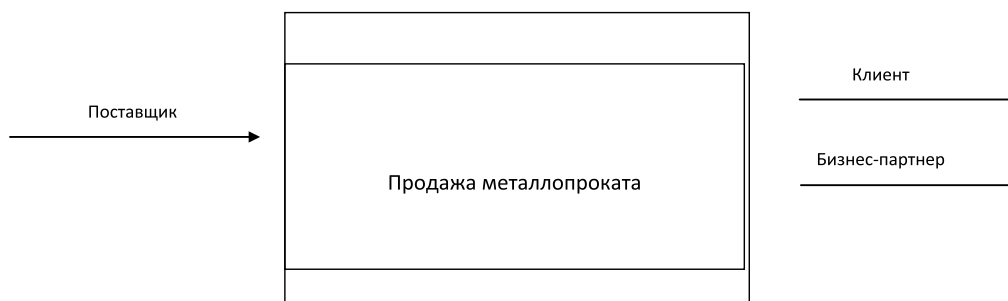 Клиент
Поставщик
Бизнес-партнер
Продажа металлопроката